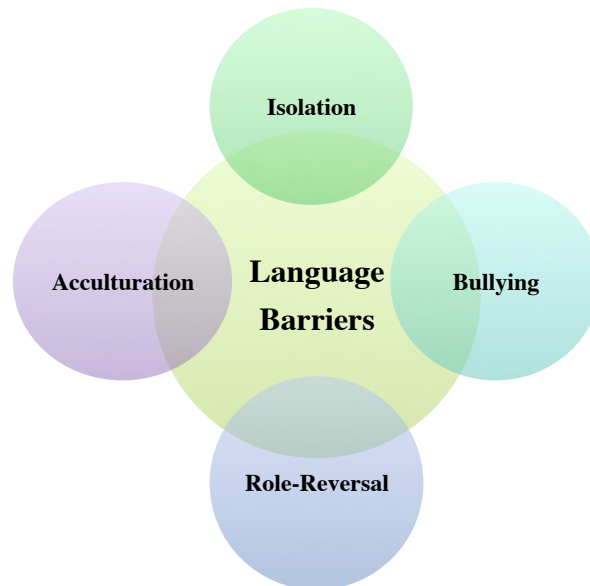 Isolation
Acculturation
Language
Barriers
Bullying
Role-Reversal